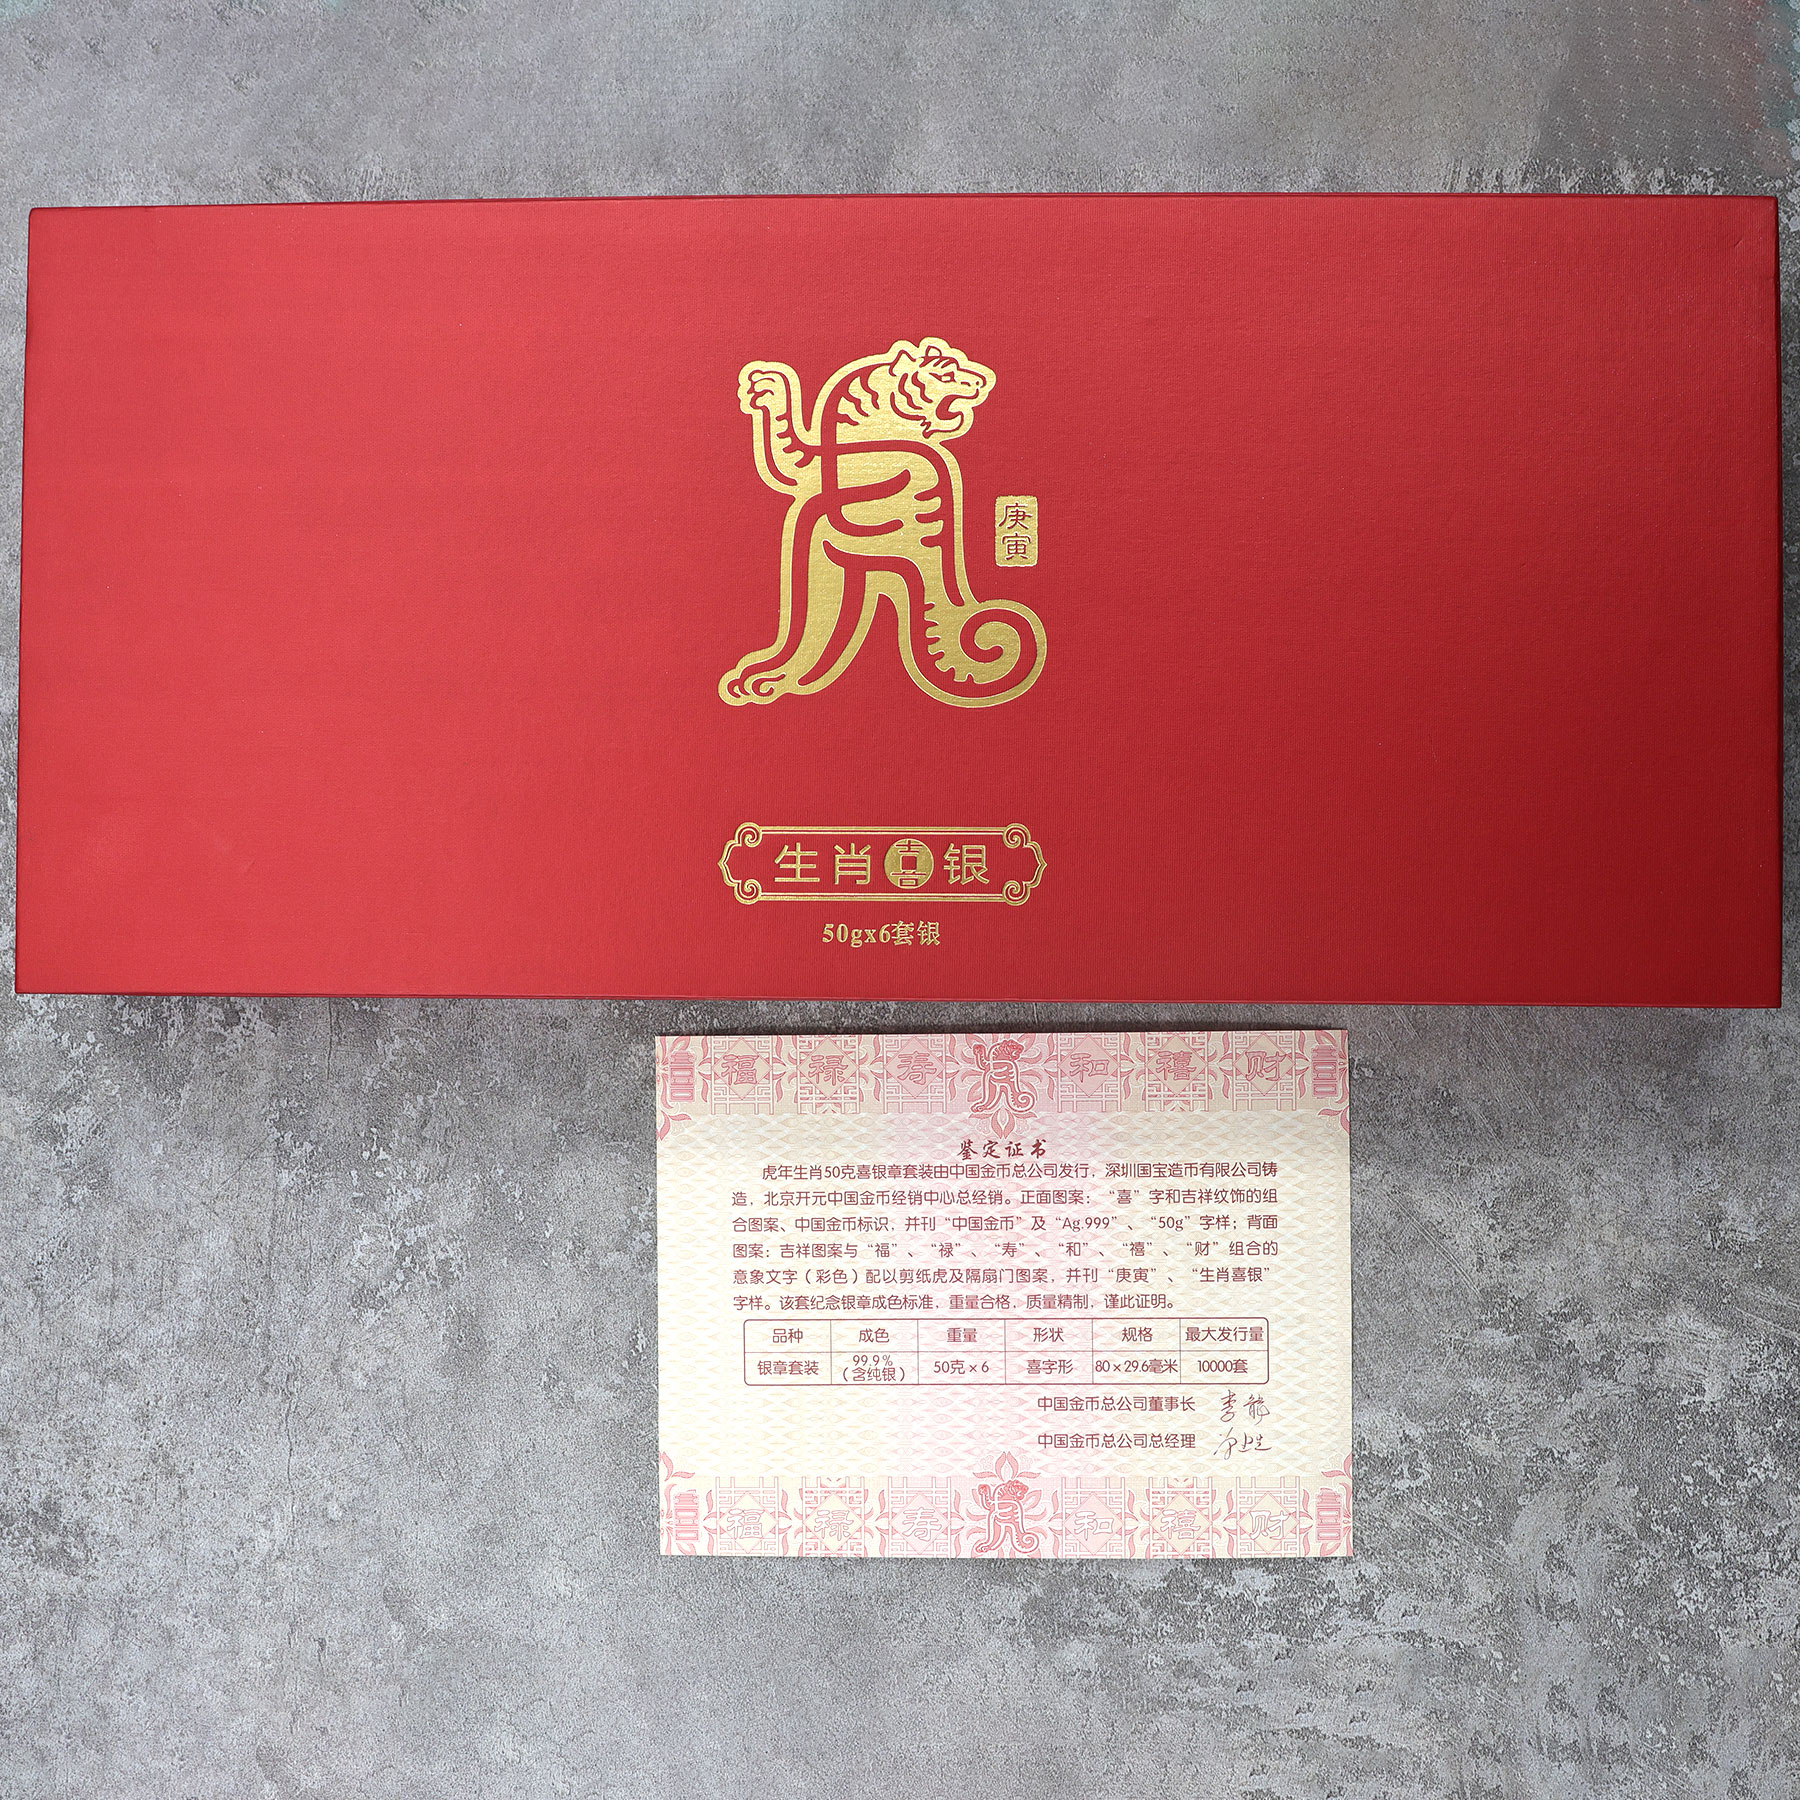 虎
庚
寅
生肖喜银
50gx6套银
福 禄 寿 虎 和 禧 财
鉴定证书
虎年生肖50克喜银章套装由中国金币总公司发行，深圳国宝造币有限公司铸
造，北京开元中国金币经销中心总经销。正面图案：“喜”字和吉祥纹饰的组
合图案、中国金币标识，并刊“中国金币”及“Ag.999”、“50g”字样；背面
图案：吉祥图案与“福”、“禄”、“寿”、“和”、“禧”、“财”组合的
意象文字（彩色）配以剪纸虎及隔扇门图案，并刊“庚寅”、“生肖喜银”
字样。该套纪念银章成色标准，重量合格，质量精制，谨此证明。
品种 成色 重量 形状 规格 最大发行量
银章套装 99.9%（含纯银） 50克×6 喜字形 80×29.6毫米 10000套
中国金币总公司董事长
中国金币总公司总经理
福 禄 寿 虎 和 禧 财